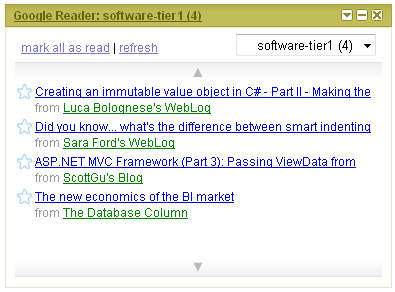 Google Reader: software-tier1 (4)
mark all as read | refresh
software-tier1 (4)
Creating an immutable value object in C# - Part II - Making the
from Luca Bolognese's WebLog
Did you know... what's the difference between smart indenting
from Sara Ford's WebLog
ASP.NET MVC Framework (Part 3): Passing ViewData from
from ScottGu's Blog
The new economics of the BI market
from The Database Column